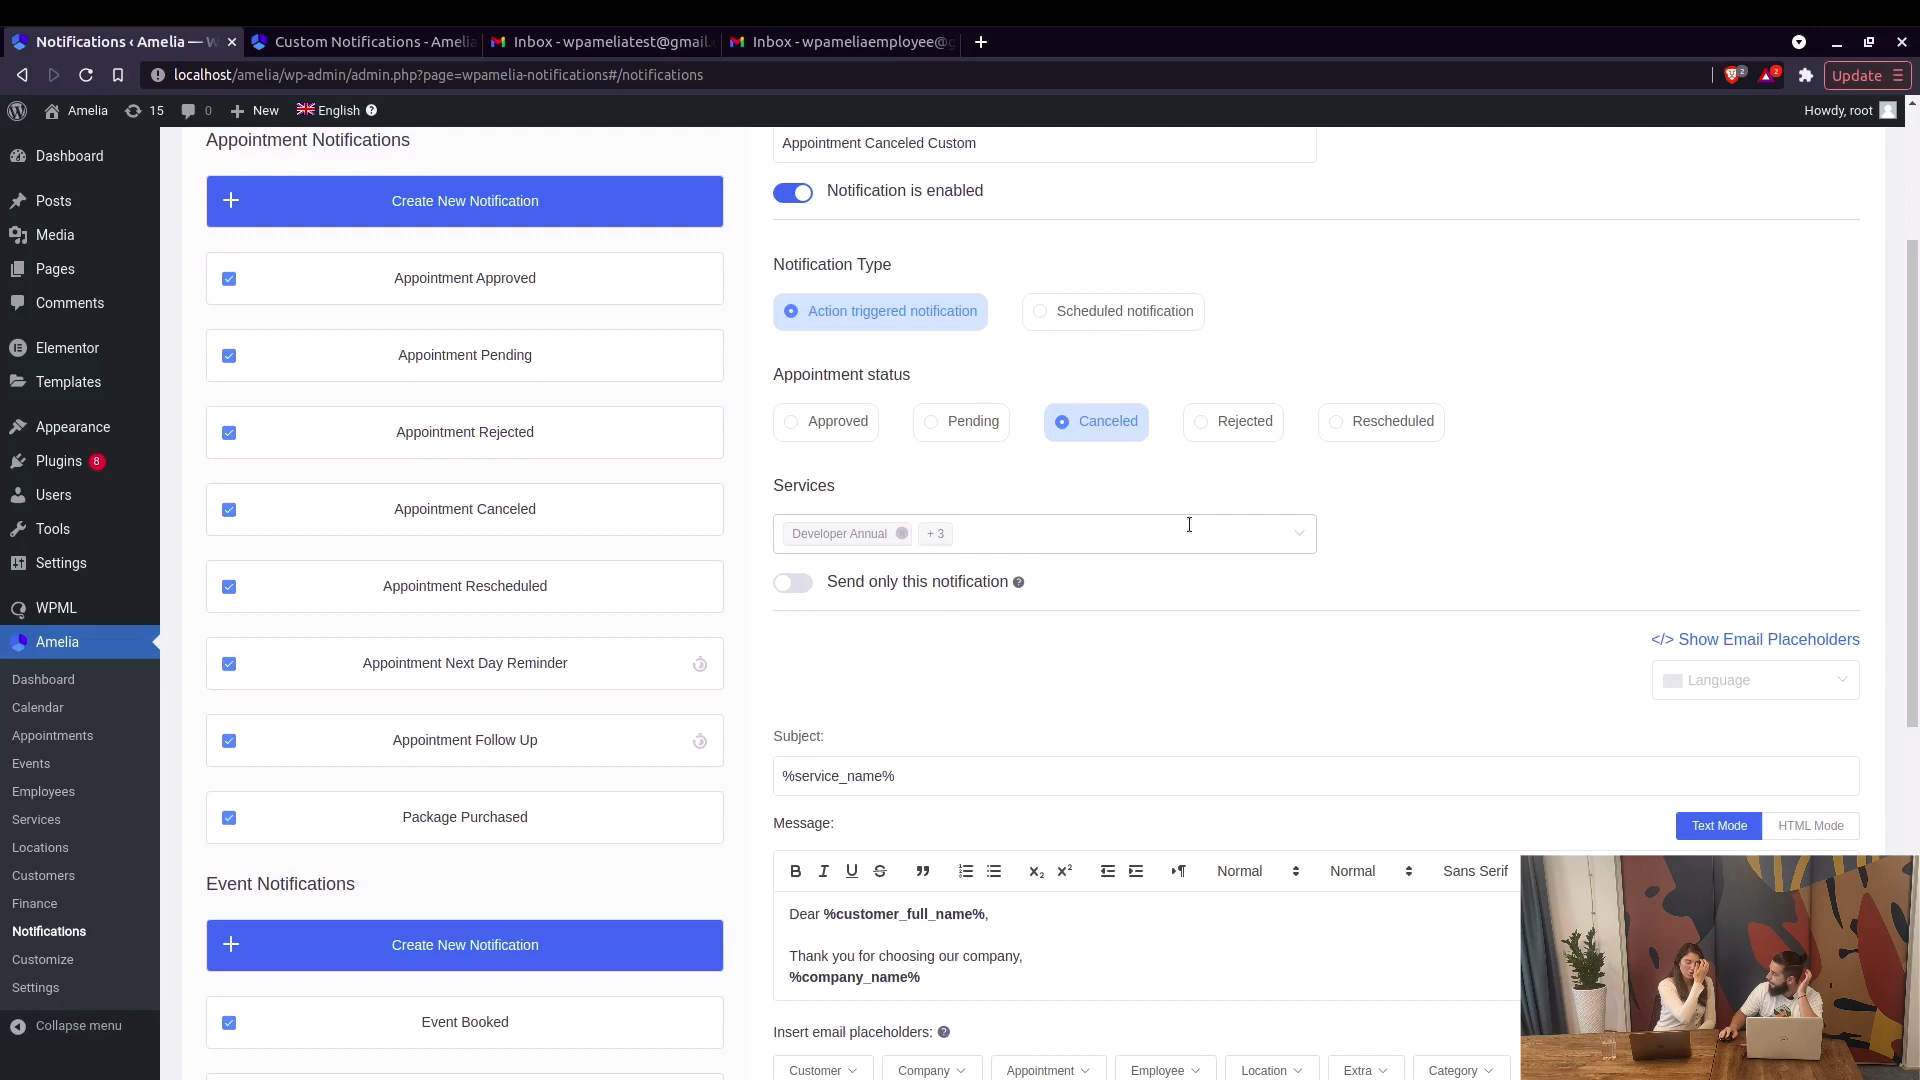 Notifications ‹ Amelia — W
Custom Notifications - Amelia
Inbox - wpameliatest@gmail.
Inbox - wpameliaemployee@g
localhost/amelia/wp-admin/admin.php?page=wpamelia-notifications#/notifications
2
2
Update
Amelia
15
0
New
English
Howdy, root
Dashboard
Posts
Media
Pages
Comments
Elementor
Templates
Appearance
Plugins 8
Users
Tools
Settings
WPML
Amelia
Dashboard
Calendar
Appointments
Events
Employees
Services
Locations
Customers
Finance
Notifications
Customize
Settings
Collapse menu
Appointment Notifications
Create New Notification
Appointment Approved
Appointment Pending
Appointment Rejected
Appointment Canceled
Appointment Rescheduled
Appointment Next Day Reminder
Appointment Follow Up
Package Purchased
Event Notifications
Create New Notification
Event Booked
Appointment Canceled Custom
Notification is enabled
Notification Type
Action triggered notification
Scheduled notification
Appointment status
Approved
Pending
Canceled
Rejected
Rescheduled
Services
Developer Annual
+ 3
Send only this notification
</> Show Email Placeholders
Language
Subject:
%service_name%
Message:
Text Mode
HTML Mode
Normal
Normal
Sans Serif
Dear %customer_full_name%,
Thank you for choosing our company,
%company_name%
Insert email placeholders:
Customer
Company
Appointment
Employee
Location
Extra
Category